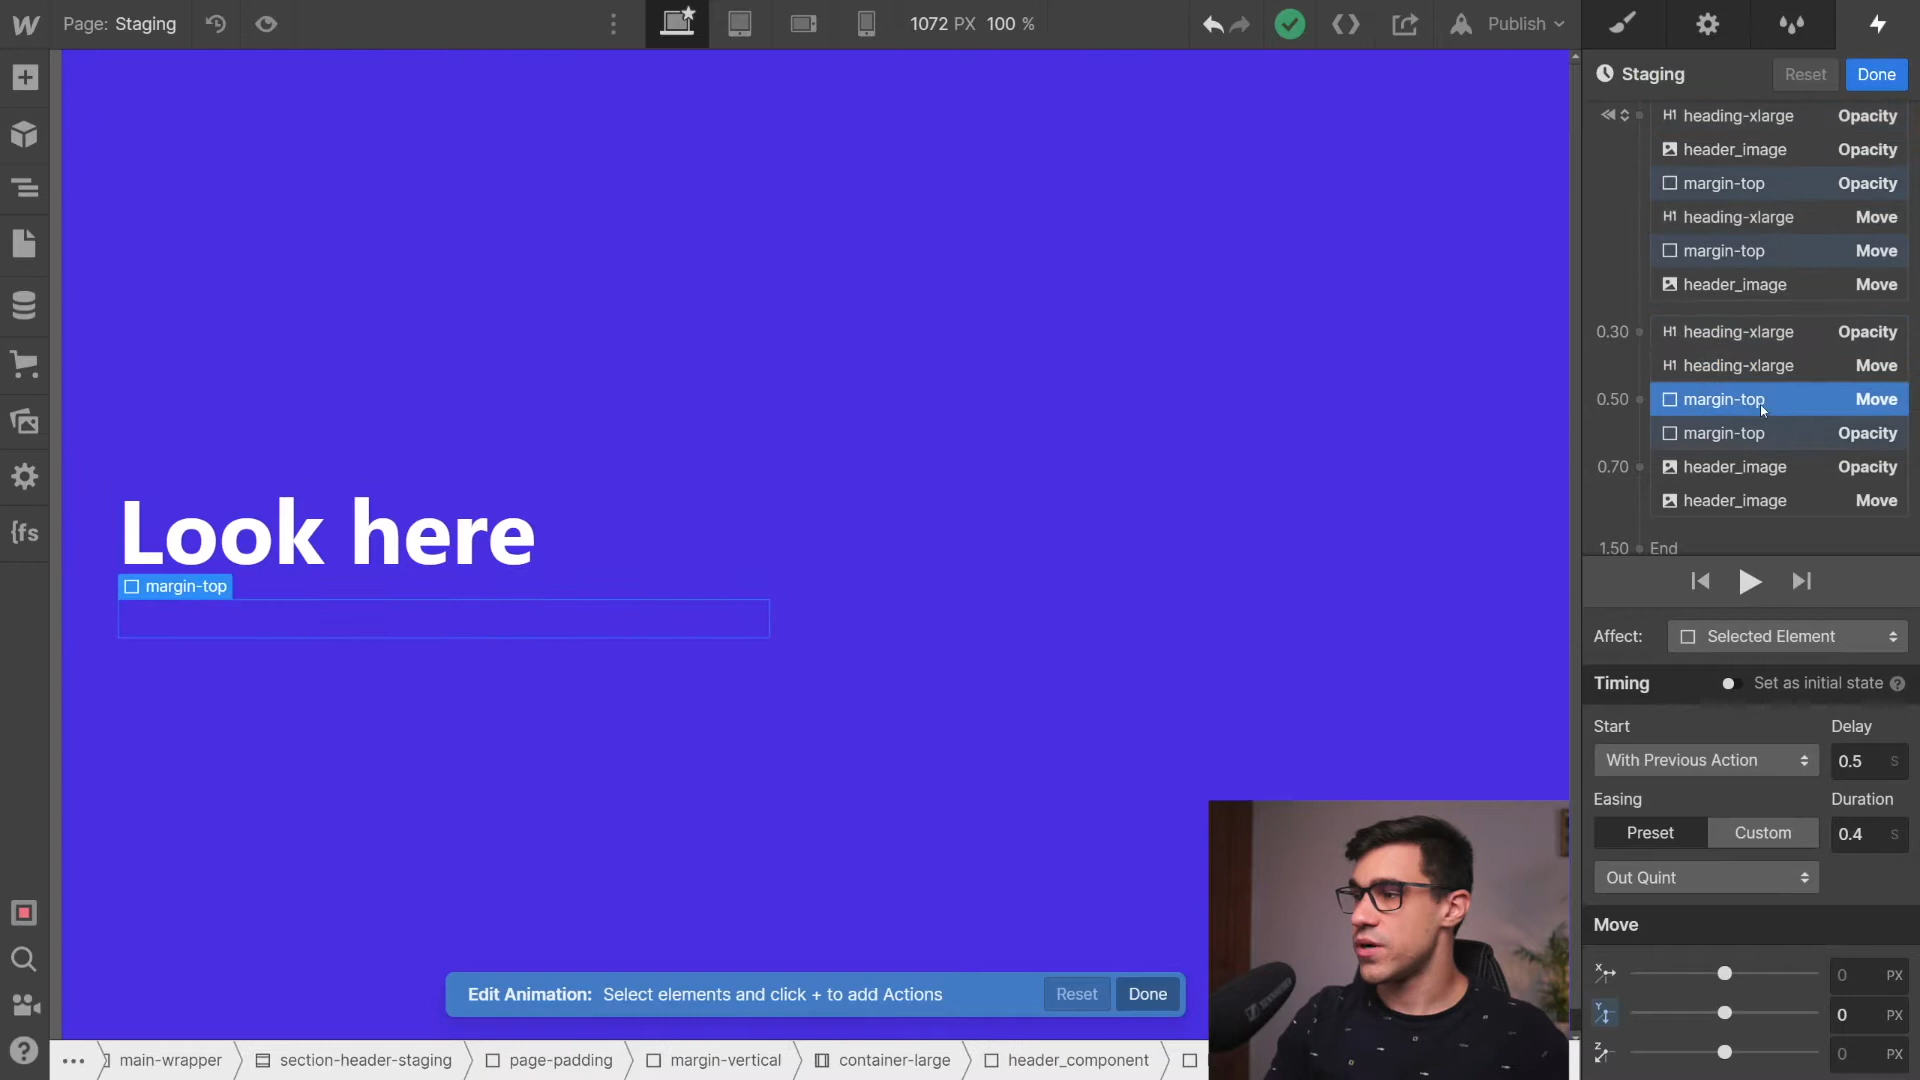 Page: Staging
1072 PX 100 %
Publish
Staging
Reset
Done
H1 heading-xlarge Opacity
header_image Opacity
margin-top Opacity
H1 heading-xlarge Move
margin-top Move
header_image Move
0.30 H1 heading-xlarge Opacity
H1 heading-xlarge Move
0.50 margin-top Move
margin-top Opacity
0.70 header_image Opacity
header_image Move
1.50 End
Look here
margin-top
{fs
Affect: Selected Element
Timing Set as initial state ?
Start Delay
With Previous Action 0.5 S
Easing Duration
Preset Custom 0.4 S
Out Quint
Move
X 0 PX
Y 0 PX
Z 0 PX
Edit Animation: Select elements and click + to add Actions Reset Done
main-wrapper section-header-staging page-padding margin-vertical container-large header_component